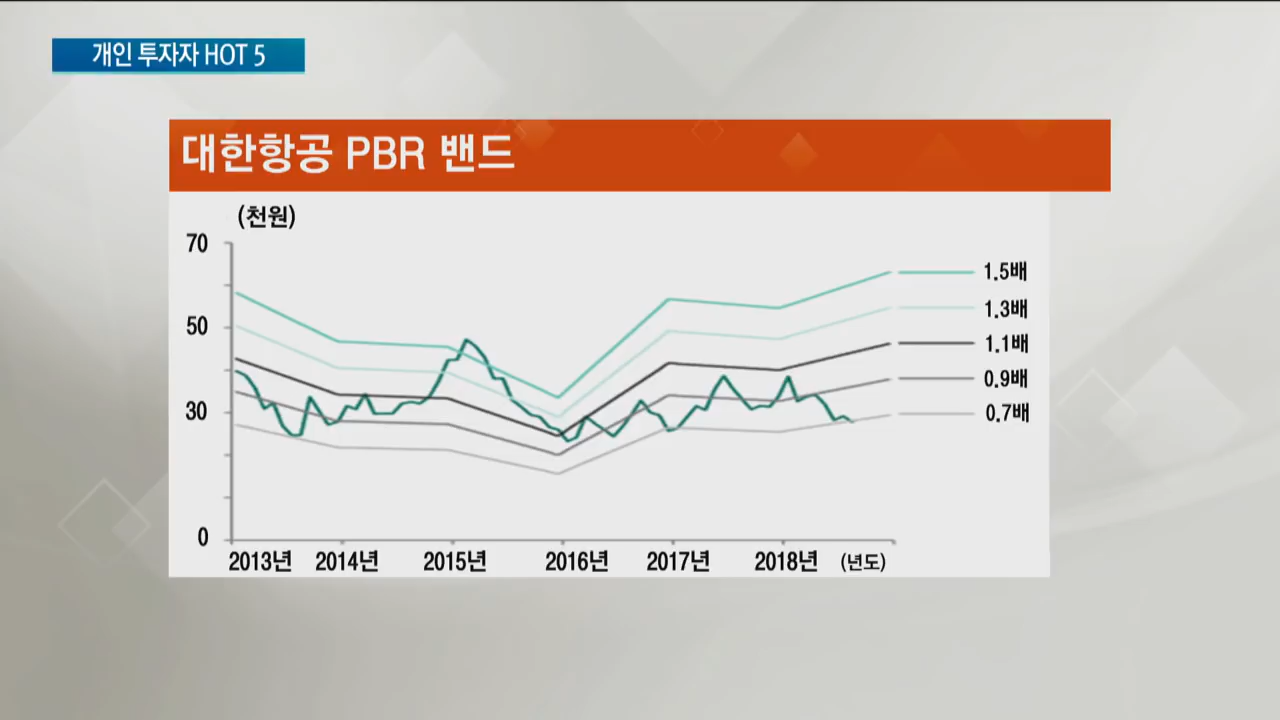 개인 투자자 HOT 5
대한항공 PBR 밴드
(천원)
70
50
30
0
1.5배
1.3배
1.1배
0.9배
0.7배
2013년 2014년 2015년 2016년 2017년 2018년 (년도)